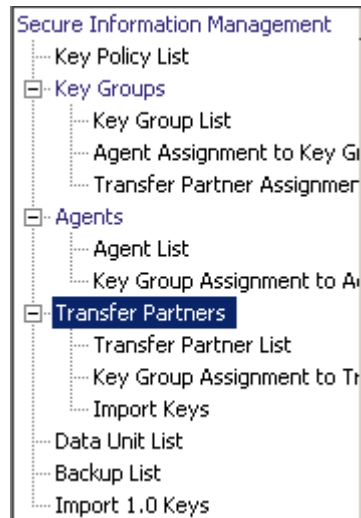 Secure Information Management
Key Policy List
Key Groups
Key Group List
Agent Assignment to Key Gr
Transfer Partner Assignmen
Agents
Agent List
Key Group Assignment to A
Transfer Partners
Transfer Partner List
Key Group Assignment to Tr
Import Keys
Data Unit List
Backup List
Import 1.0 Keys